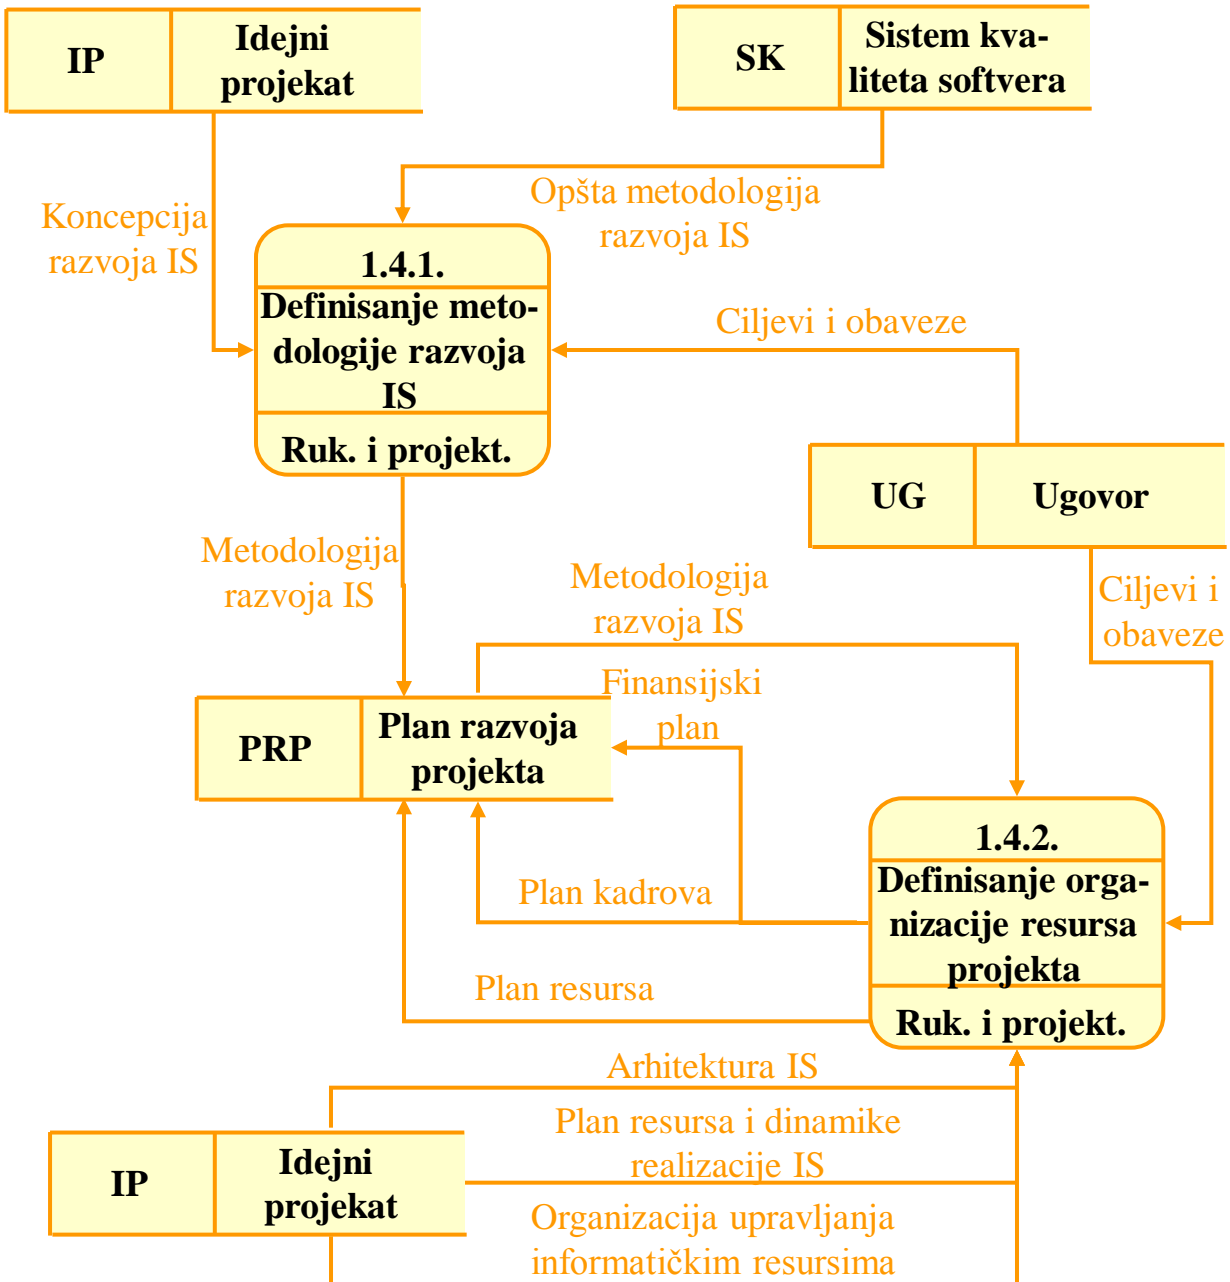 IP
Idejni
projekat
SK
Sistem kva-
liteta softvera
Koncepcija
razvoja IS
Opšta metodologija
razvoja IS
1.4.1.
Definisanje meto-
dologije razvoja
IS
Ruk. i projekt.
Ciljevi i obaveze
UG
Ugovor
Metodologija
razvoja IS
Metodologija
razvoja IS
Ciljevi i
obaveze
Finansijski
plan
PRP
Plan razvoja
projekta
1.4.2.
Definisanje orga-
nizacije resursa
projekta
Ruk. i projekt.
Plan kadrova
Plan resursa
Arhitektura IS
Plan resursa i dinamike
realizacije IS
IP
Idejni
projekat
Organizacija upravljanja
informatičkim resursima